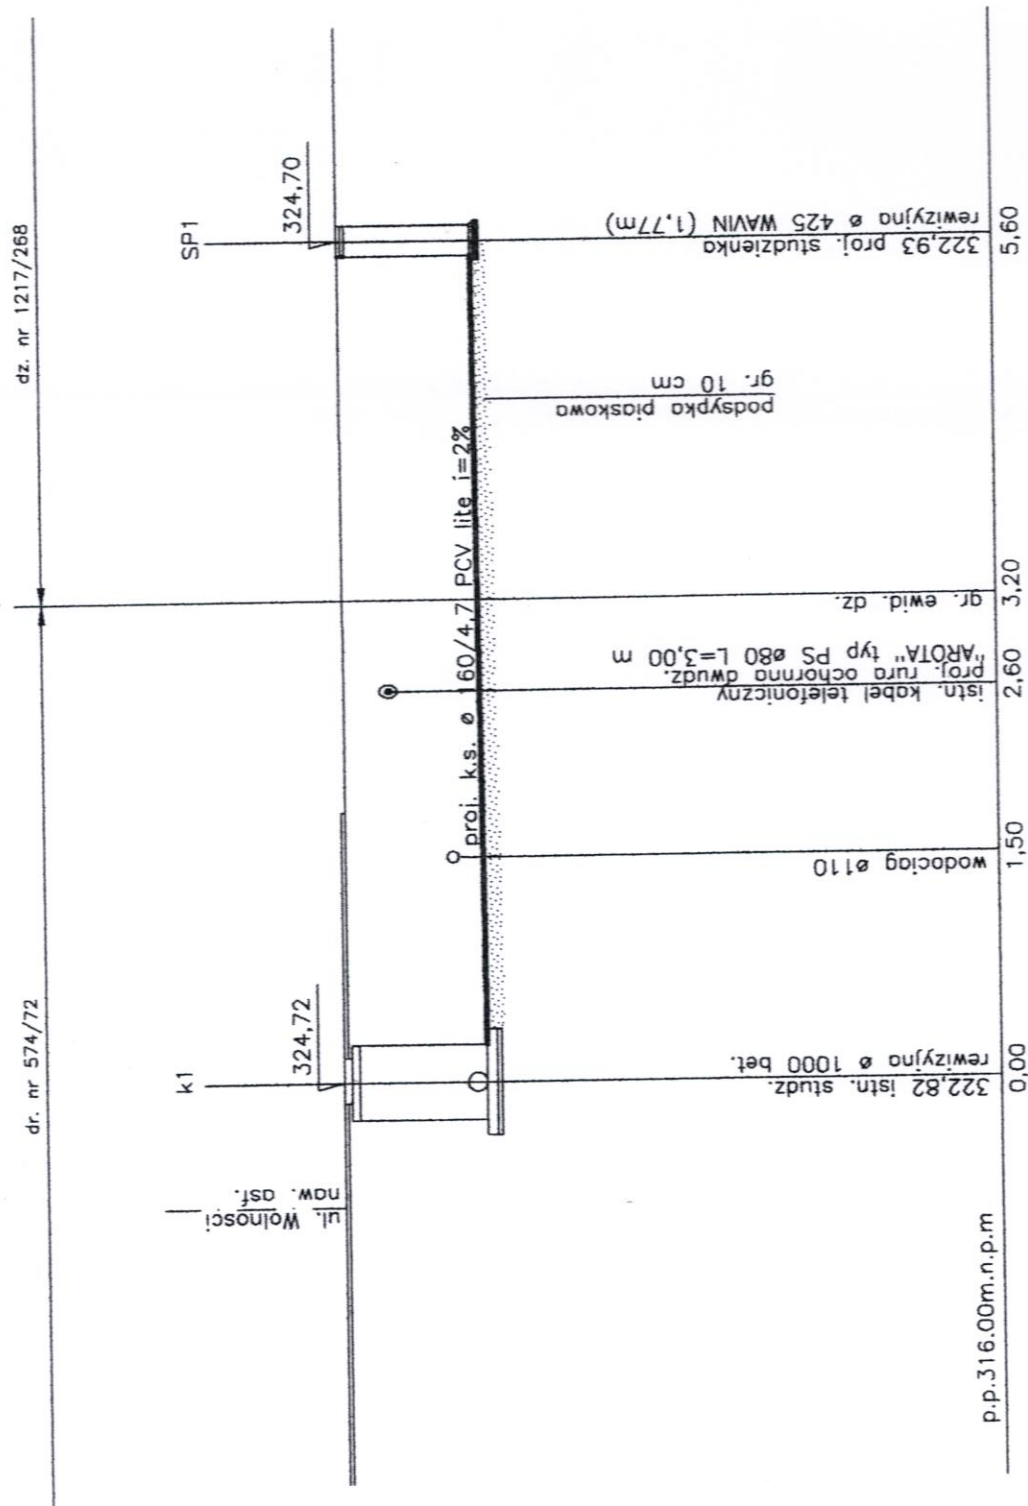 dr. nr 574/72
dz. nr 1217/268
k1
SP1
324,72
324,70
ul. Wolnosci
naw. asf.
proj. k.s. ø 160/4,7 PCV lite i=2%
podsypka piaskowa
gr. 10 cm
322,82 istn. studz.
rewizyjna ø 1000 bet.
wodociag ø110
istn. kabel telefoniczny
proj. rura ochornna dwudz.
"AROTA" typ PS ø80 L=3,00 m
gr. ewid. dz.
322,93 proj. studzienka
rewizyjna ø 425 WAVIN (1,77m)
p.p.316.00m.n.p.m
0,00
1,50
2,60
3,20
5,60